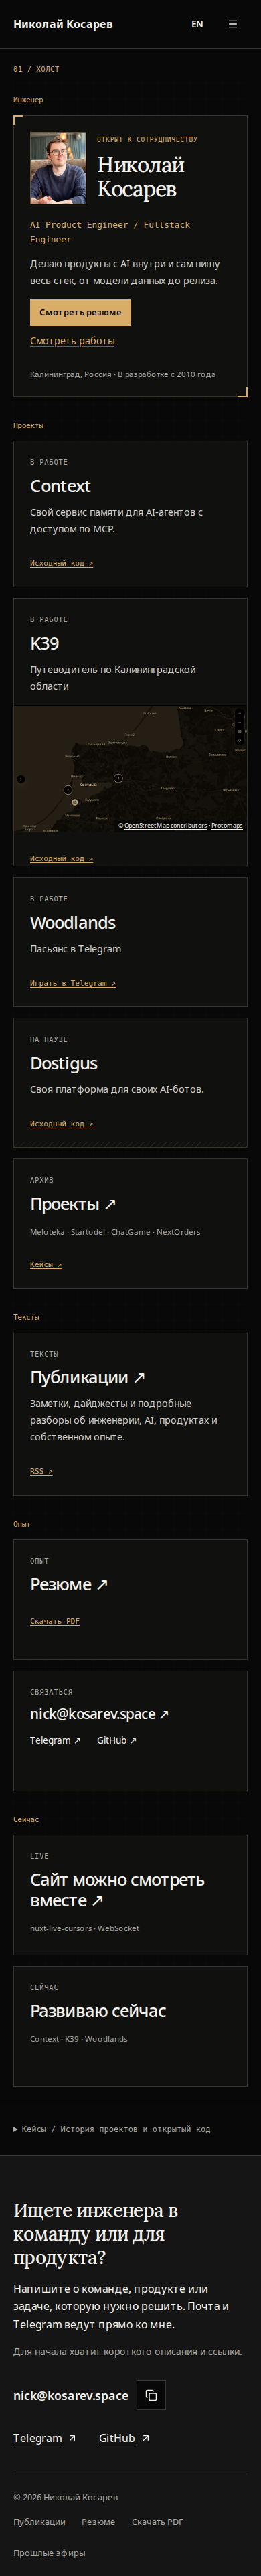 Николай Косарев
EN
01 / ХОЛСТ
Инженер
ОТКРЫТ К СОТРУДНИЧЕСТВУ
Николай
Косарев
AI Product Engineer / Fullstack
Engineer
Делаю продукты с AI внутри и сам пишу
весь стек, от модели данных до релиза.
Смотреть резюме
Смотреть работы
Калининград, Россия · В разработке с 2010 года
Проекты
В РАБОТЕ
Context
Свой сервис памяти для AI-агентов с
доступом по MCP.
Исходный код ↗
В РАБОТЕ
K39
Путеводитель по Калининградской
области
© OpenStreetMap contributors · Protomaps
Исходный код ↗
В РАБОТЕ
Woodlands
Пасьянс в Telegram
Играть в Telegram ↗
НА ПАУЗЕ
Dostigus
Своя платформа для своих AI-ботов.
Исходный код ↗
АРХИВ
Проекты ↗
Meloteka · Startodel · ChatGame · NextOrders
Кейсы ↗
Тексты
ТЕКСТЫ
Публикации ↗
Заметки, дайджесты и подробные
разборы об инженерии, AI, продуктах и
собственном опыте.
RSS ↗
Опыт
ОПЫТ
Резюме ↗
Скачать PDF
СВЯЗАТЬСЯ
nick@kosarev.space ↗
Telegram ↗ GitHub ↗
Сейчас
LIVE
Сайт можно смотреть
вместе ↗
nuxt-live-cursors · WebSocket
СЕЙЧАС
Развиваю сейчас
Context · K39 · Woodlands
▶ Кейсы / История проектов и открытый код
Ищете инженера в
команду или для
продукта?
Напишите о команде, продукте или
задаче, которую нужно решить. Почта и
Telegram ведут прямо ко мне.
Для начала хватит короткого описания и ссылки.
nick@kosarev.space
Telegram ↗ GitHub ↗
© 2026 Николай Косарев
Публикации Резюме Скачать PDF
Прошлые эфиры